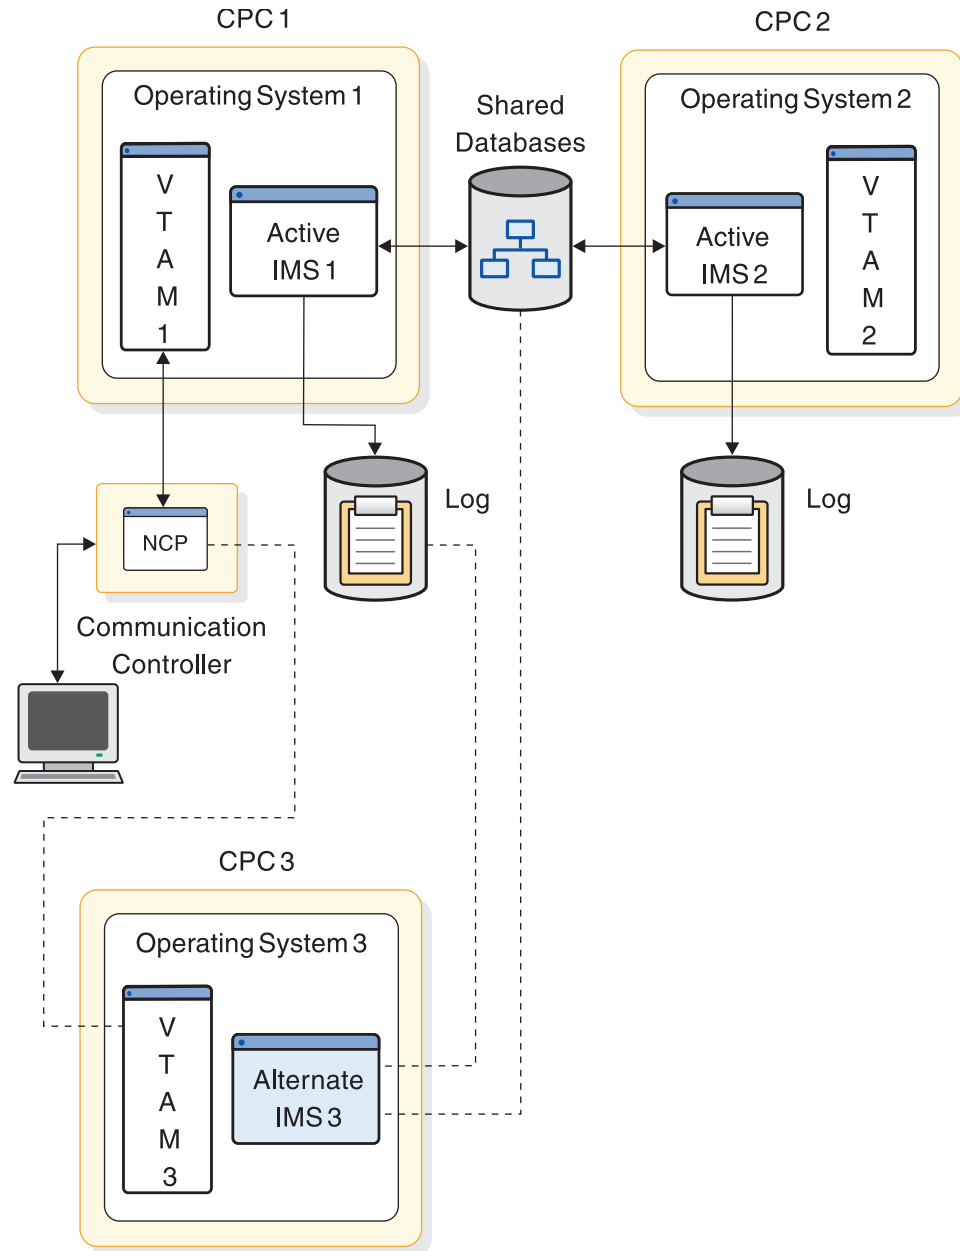 CPC 1
Operating System 1
V
T
A
M
1
Active
IMS 1
Shared
Databases
CPC 2
Operating System 2
Active
IMS 2
V
T
A
M
2
Log
Log
NCP
Communication
Controller
CPC 3
Operating System 3
V
T
A
M
3
Alternate
IMS 3